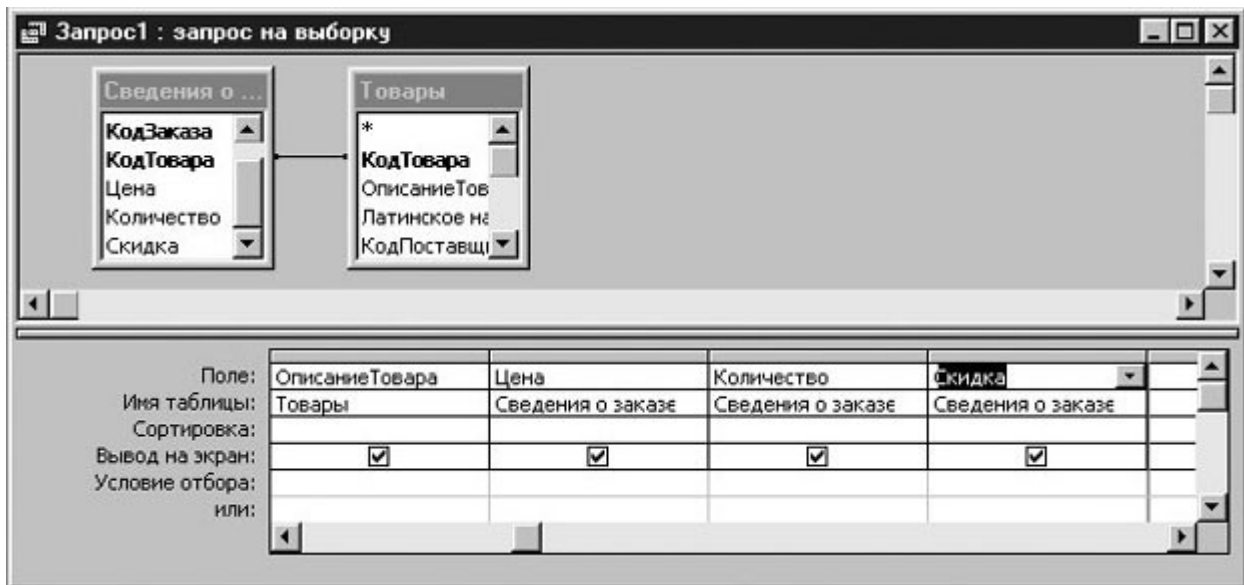 Запрос1 : запрос на выборку
Сведения о ... Товары
КодЗаказа *
КодТовара КодТовара
Цена ОписаниеТов
Количество Латинское на
Скидка КодПоставщи
Поле: ОписаниеТовара Цена Количество Скидка
Имя таблицы: Товары Сведения о заказе Сведения о заказе Сведения о заказе
Сортировка:
Вывод на экран:
Условие отбора:
или: